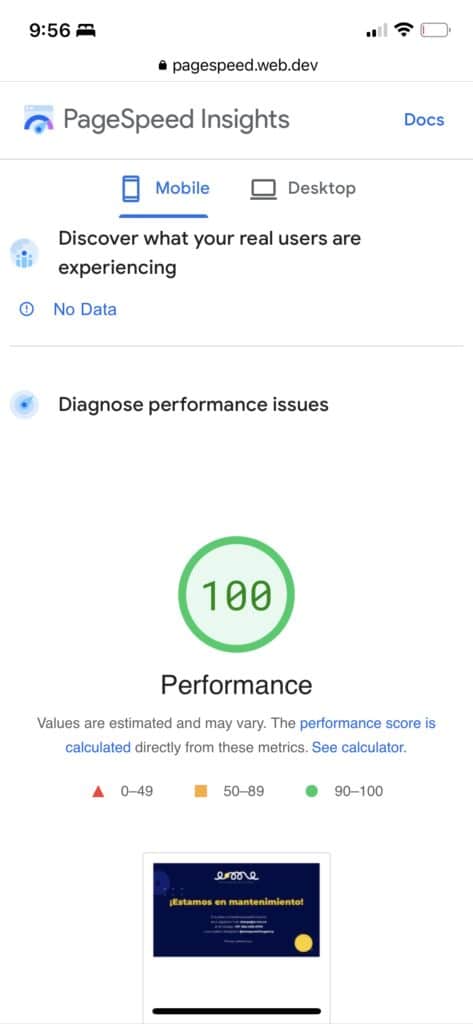 9:56
pagespeed.web.dev
PageSpeed Insights
Docs
Mobile
Desktop
Discover what your real users are
experiencing
No Data
Diagnose performance issues
100
Performance
Values are estimated and may vary. The performance score is
calculated directly from these metrics. See calculator.
0–49
50–89
90–100
¡Estamos en mantenimiento!